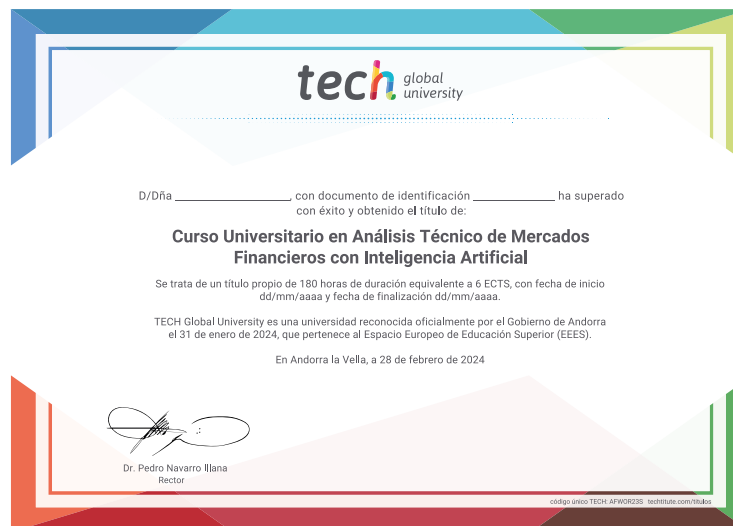 tech global university
D/Dña ____________________, con documento de identificación ______________ ha superado
con éxito y obtenido el título de:
Curso Universitario en Análisis Técnico de Mercados
Financieros con Inteligencia Artificial
Se trata de un título propio de 180 horas de duración equivalente a 6 ECTS, con fecha de inicio
dd/mm/aaaa y fecha de finalización dd/mm/aaaa.
TECH Global University es una universidad reconocida oficialmente por el Gobierno de Andorra
el 31 de enero de 2024, que pertenece al Espacio Europeo de Educación Superior (EEES).
En Andorra la Vella, a 28 de febrero de 2024
Dr. Pedro Navarro Illana
Rector
código único TECH: AFWOR23S techtitute.com/titulos